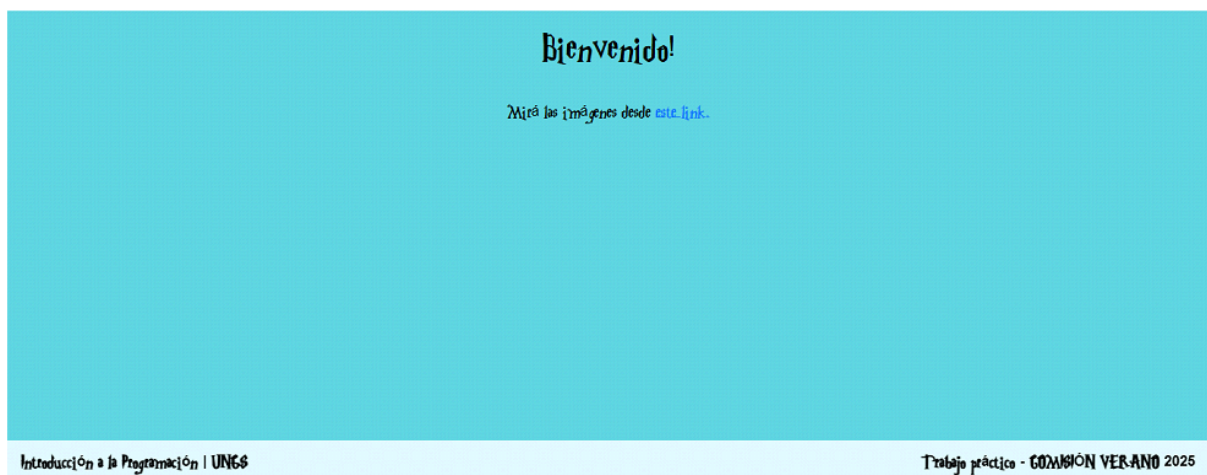 Bienvenido!
Mirá las imágenes desde este link.
Introducción a la Programación | UNGS
Trabajo práctico - COMISIÓN VERANO 2025